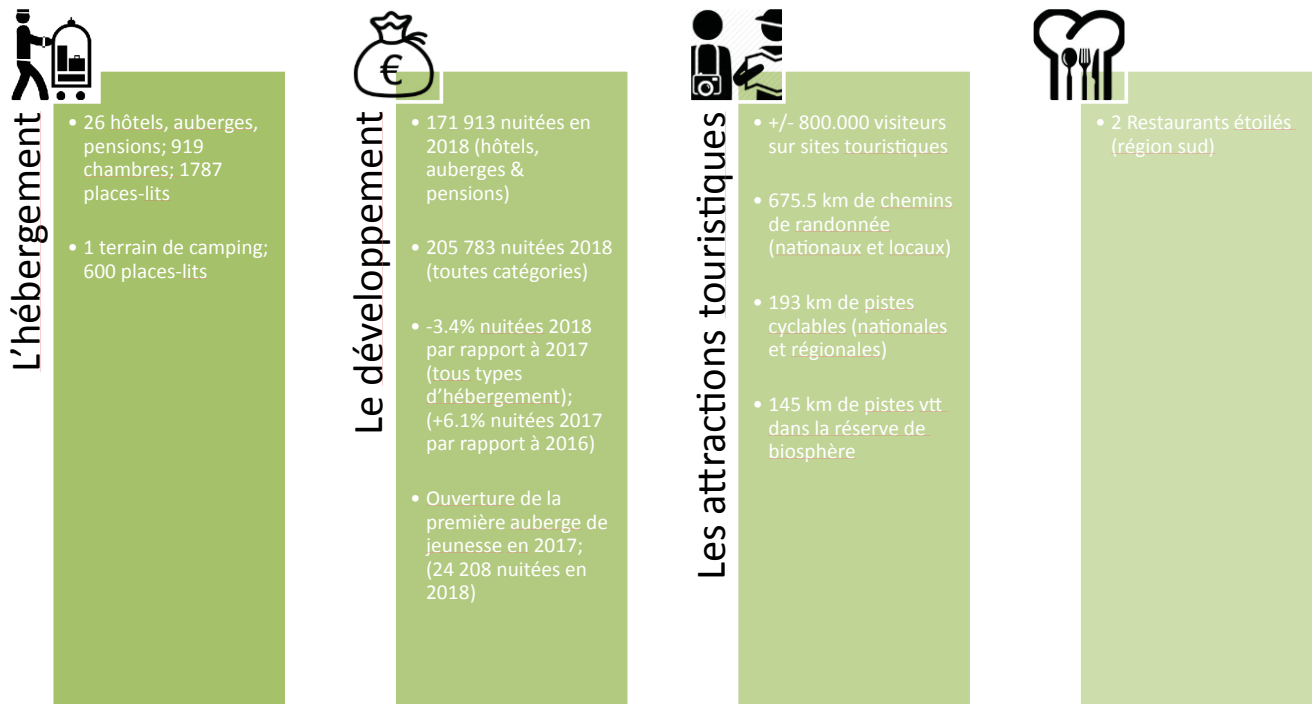 L'hébergement
• 26 hôtels, auberges,
pensions; 919
chambres; 1787
places-lits
• 1 terrain de camping;
600 places-lits
€
Le développement
• 171 913 nuitées en
2018 (hôtels,
auberges &
pensions)
• 205 783 nuitées 2018
(toutes catégories)
• -3.4% nuitées 2018
par rapport à 2017
(tous types
d'hébergement);
(+6.1% nuitées 2017
par rapport à 2016)
• Ouverture de la
première auberge de
jeunesse en 2017;
(24 208 nuitées en
2018)
Les attractions touristiques
• +/- 800.000 visiteurs
sur sites touristiques
• 675.5 km de chemins
de randonnée
(nationaux et locaux)
• 193 km de pistes
cyclables (nationales
et régionales)
• 145 km de pistes vtt
dans la réserve de
biosphère
• 2 Restaurants étoilés
(région sud)